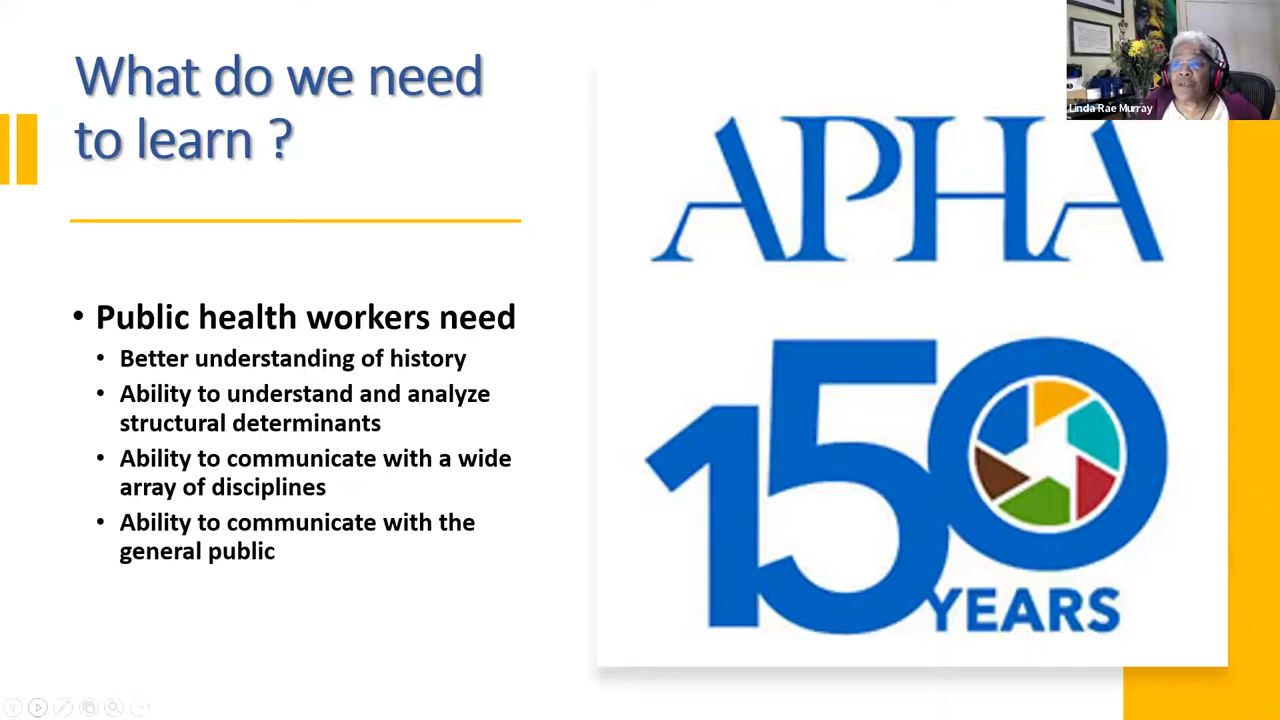 What do we need
to learn ?
• Public health workers need
• Better understanding of history
• Ability to understand and analyze
structural determinants
• Ability to communicate with a wide
array of disciplines
• Ability to communicate with the
general public
APHA
150
YEARS
Linda Rae Murray